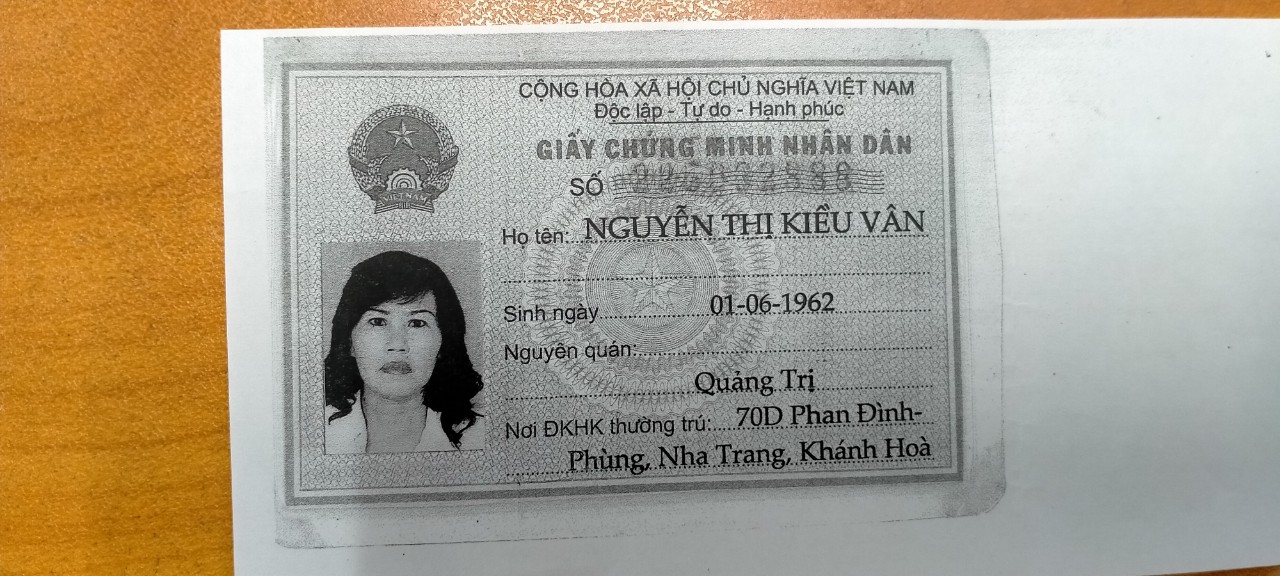 CỘNG HÒA XÃ HỘI CHỦ NGHĨA VIỆT NAM
Độc lập - Tự do - Hạnh phúc
GIẤY CHỨNG MINH NHÂN DÂN
SỐ
Họ tên: NGUYỄN THỊ KIỀU VÂN
Sinh ngày 01-06-1962
Nguyên quán:
Quảng Trị
Nơi ĐKHK thường trú: 70D Phan Đình-
Phùng, Nha Trang, Khánh Hoà
VIỆT NAM